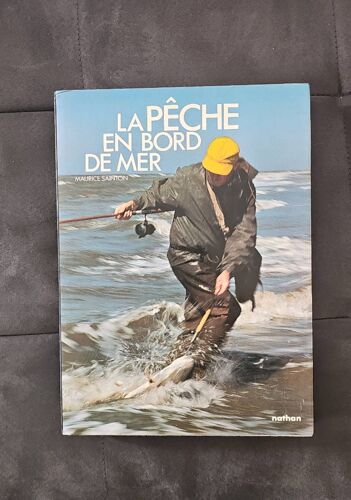 LA PÊCHE
EN BORD
DE MER
MAURICE SAINTON
nathan